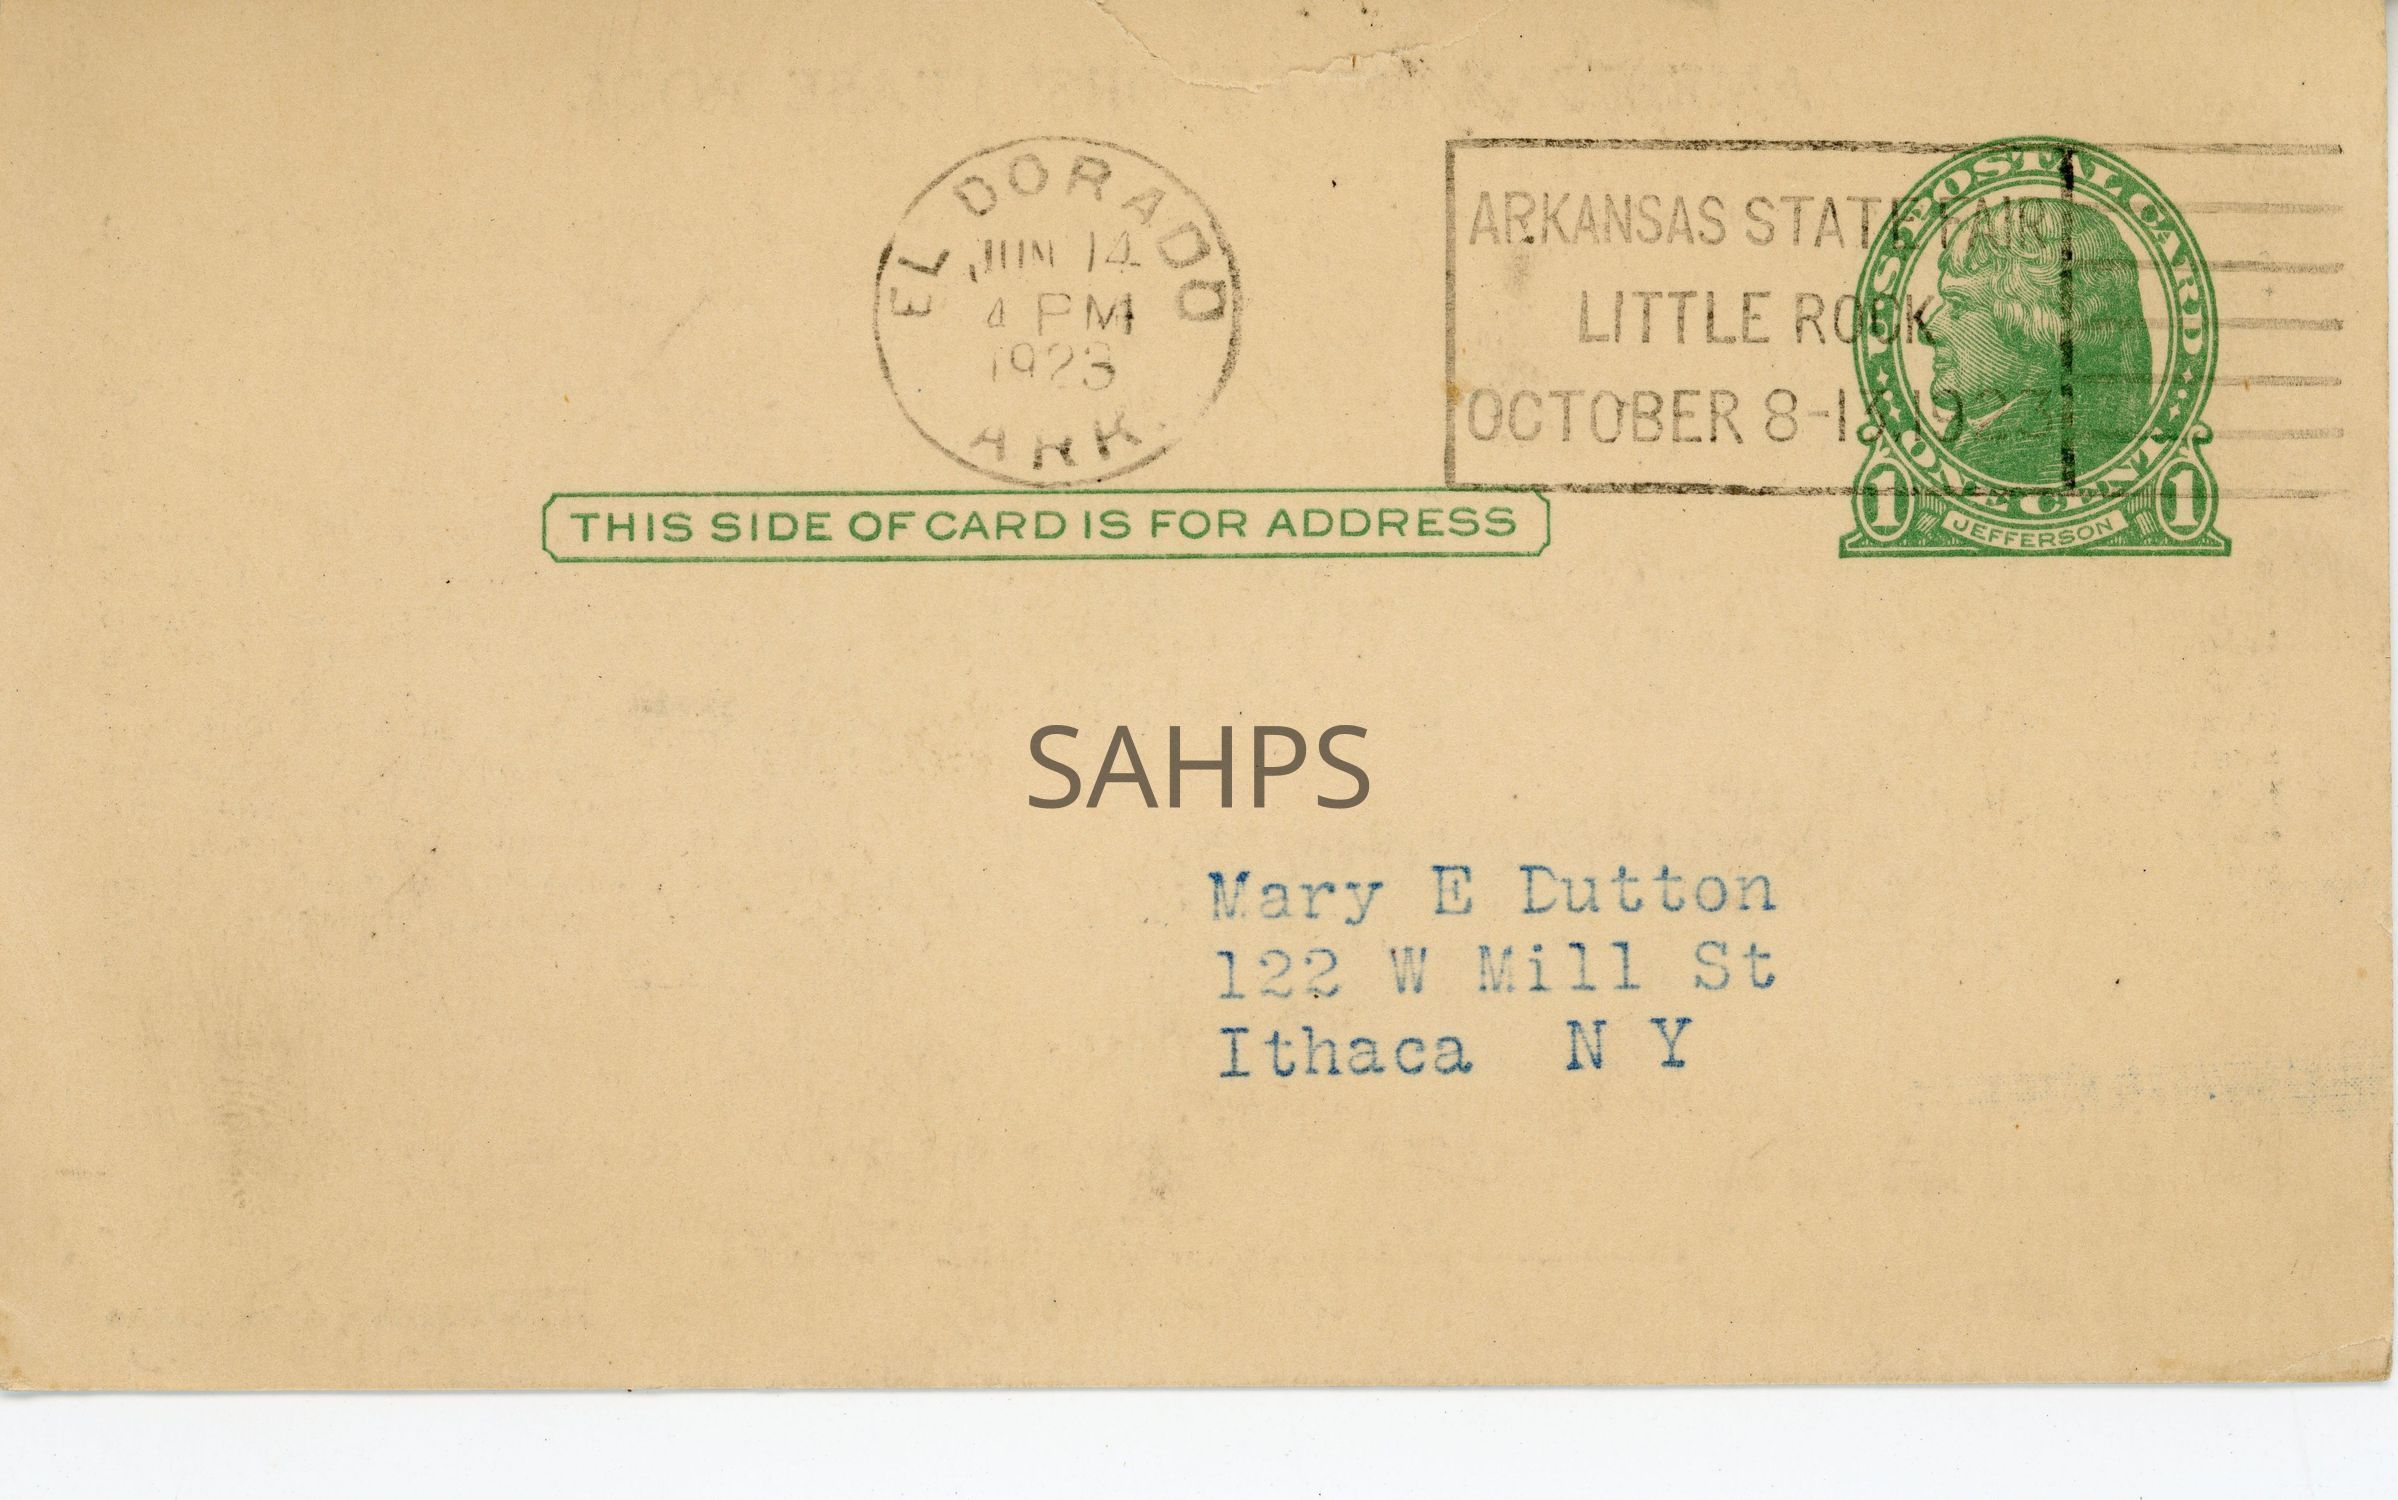 EL DORADO
JUN 14
4 PM
1923
ARK.
ARKANSAS STATE FAIR
LITTLE ROCK
OCTOBER 8-13,1923
U.S. POSTAL CARD
ONE CENT
1 JEFFERSON 1
THIS SIDE OF CARD IS FOR ADDRESS
SAHPS
Mary E Dutton
122 W Mill St
Ithaca N Y